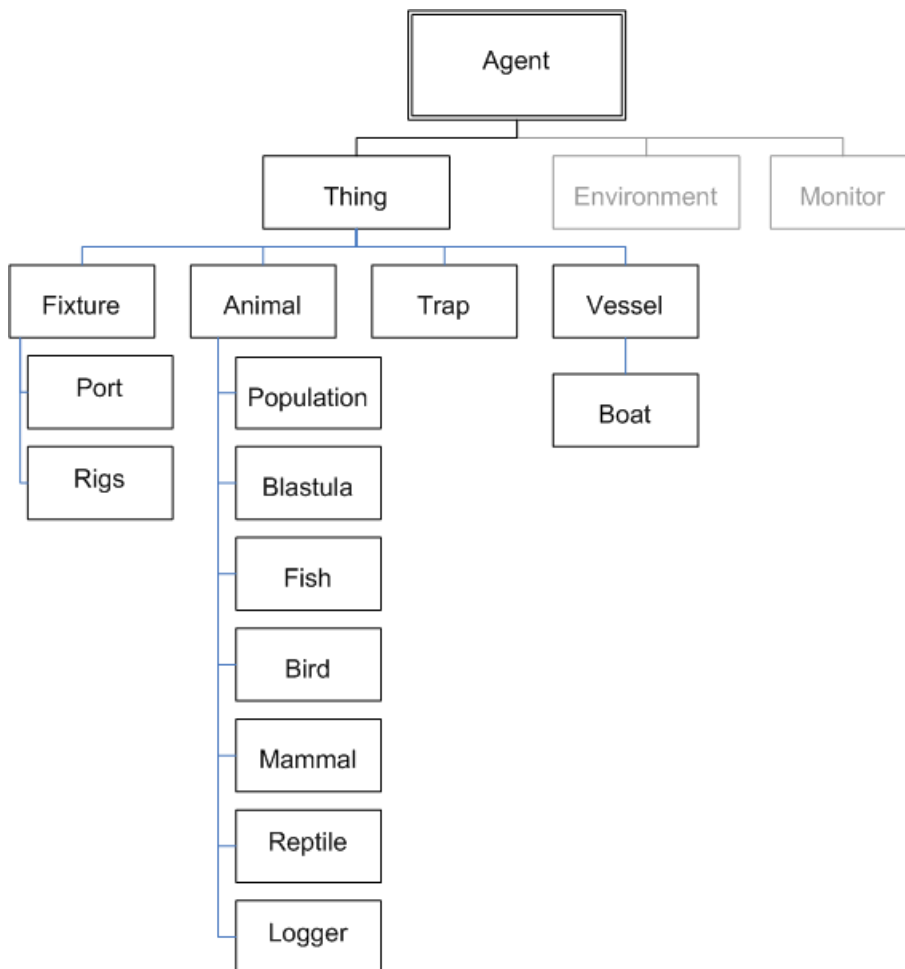 Agent
Thing
Environment
Monitor
Fixture
Animal
Trap
Vessel
Port
Population
Boat
Rigs
Blastula
Fish
Bird
Mammal
Reptile
Logger